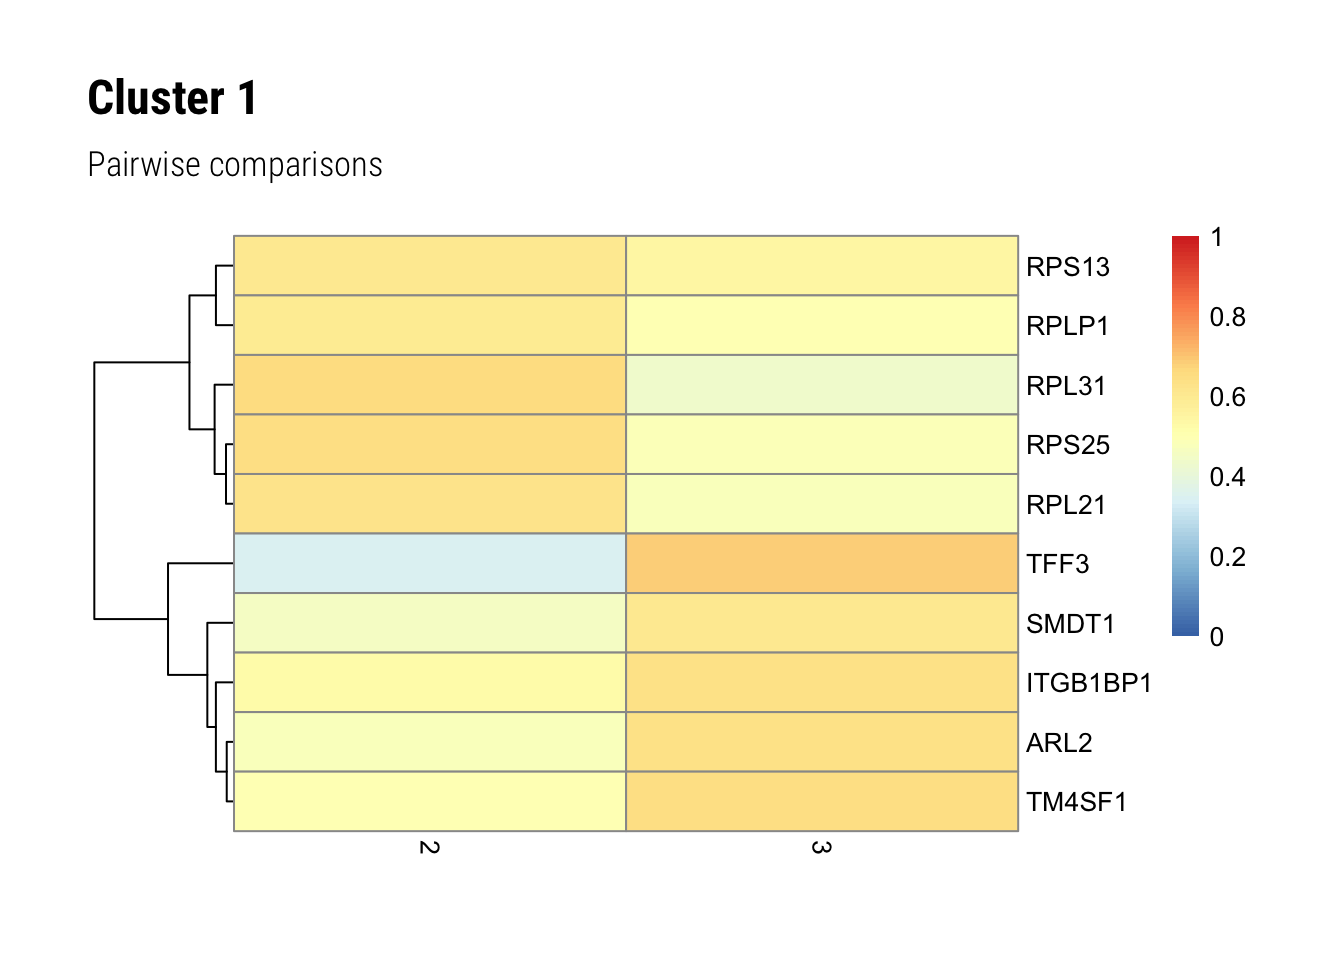 Cluster 1
Pairwise comparisons
RPS13
RPLP1
RPL31
RPS25
RPL21
TFF3
SMDT1
ITGB1BP1
ARL2
TM4SF1
2
3
1
0.8
0.6
0.4
0.2
0